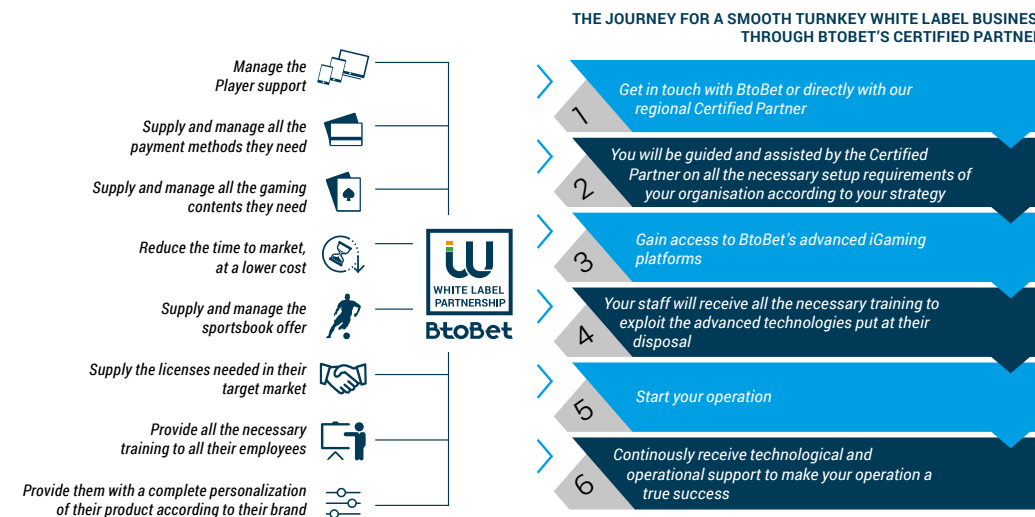 THE JOURNEY FOR A SMOOTH TURNKEY WHITE LABEL BUSINES
THROUGH BTOBET'S CERTIFIED PARTNE
Manage the
Player support
Supply and manage all the
payment methods they need
Supply and manage all the gaming
contents they need
Reduce the time to market,
at a lower cost
Supply and manage the
sportsbook offer
Supply the licenses needed in their
target market
Provide all the necessary
training to all their employees
Provide them with a complete personalization
of their product according to their brand
WHITE LABEL
PARTNERSHIP
BtoBet
1
Get in touch with BtoBet or directly with our
regional Certified Partner
2
You will be guided and assisted by the Certified
Partner on all the necessary setup requirements of
your organisation according to your strategy
3
Gain access to BtoBet's advanced iGaming
platforms
4
Your staff will receive all the necessary training to
exploit the advanced technologies put at their
disposal
5
Start your operation
6
Continously receive technological and
operational support to make your operation a
true success